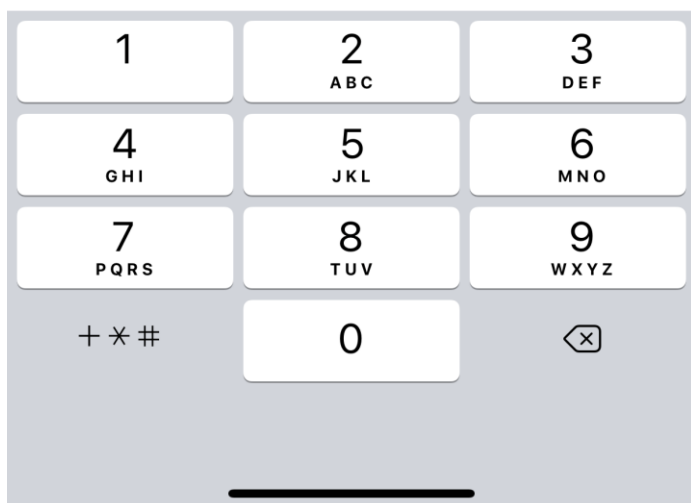 1 2 3
ABC DEF
4 5 6
GHI JKL MNO
7 8 9
PQRS TUV WXYZ
+*# 0